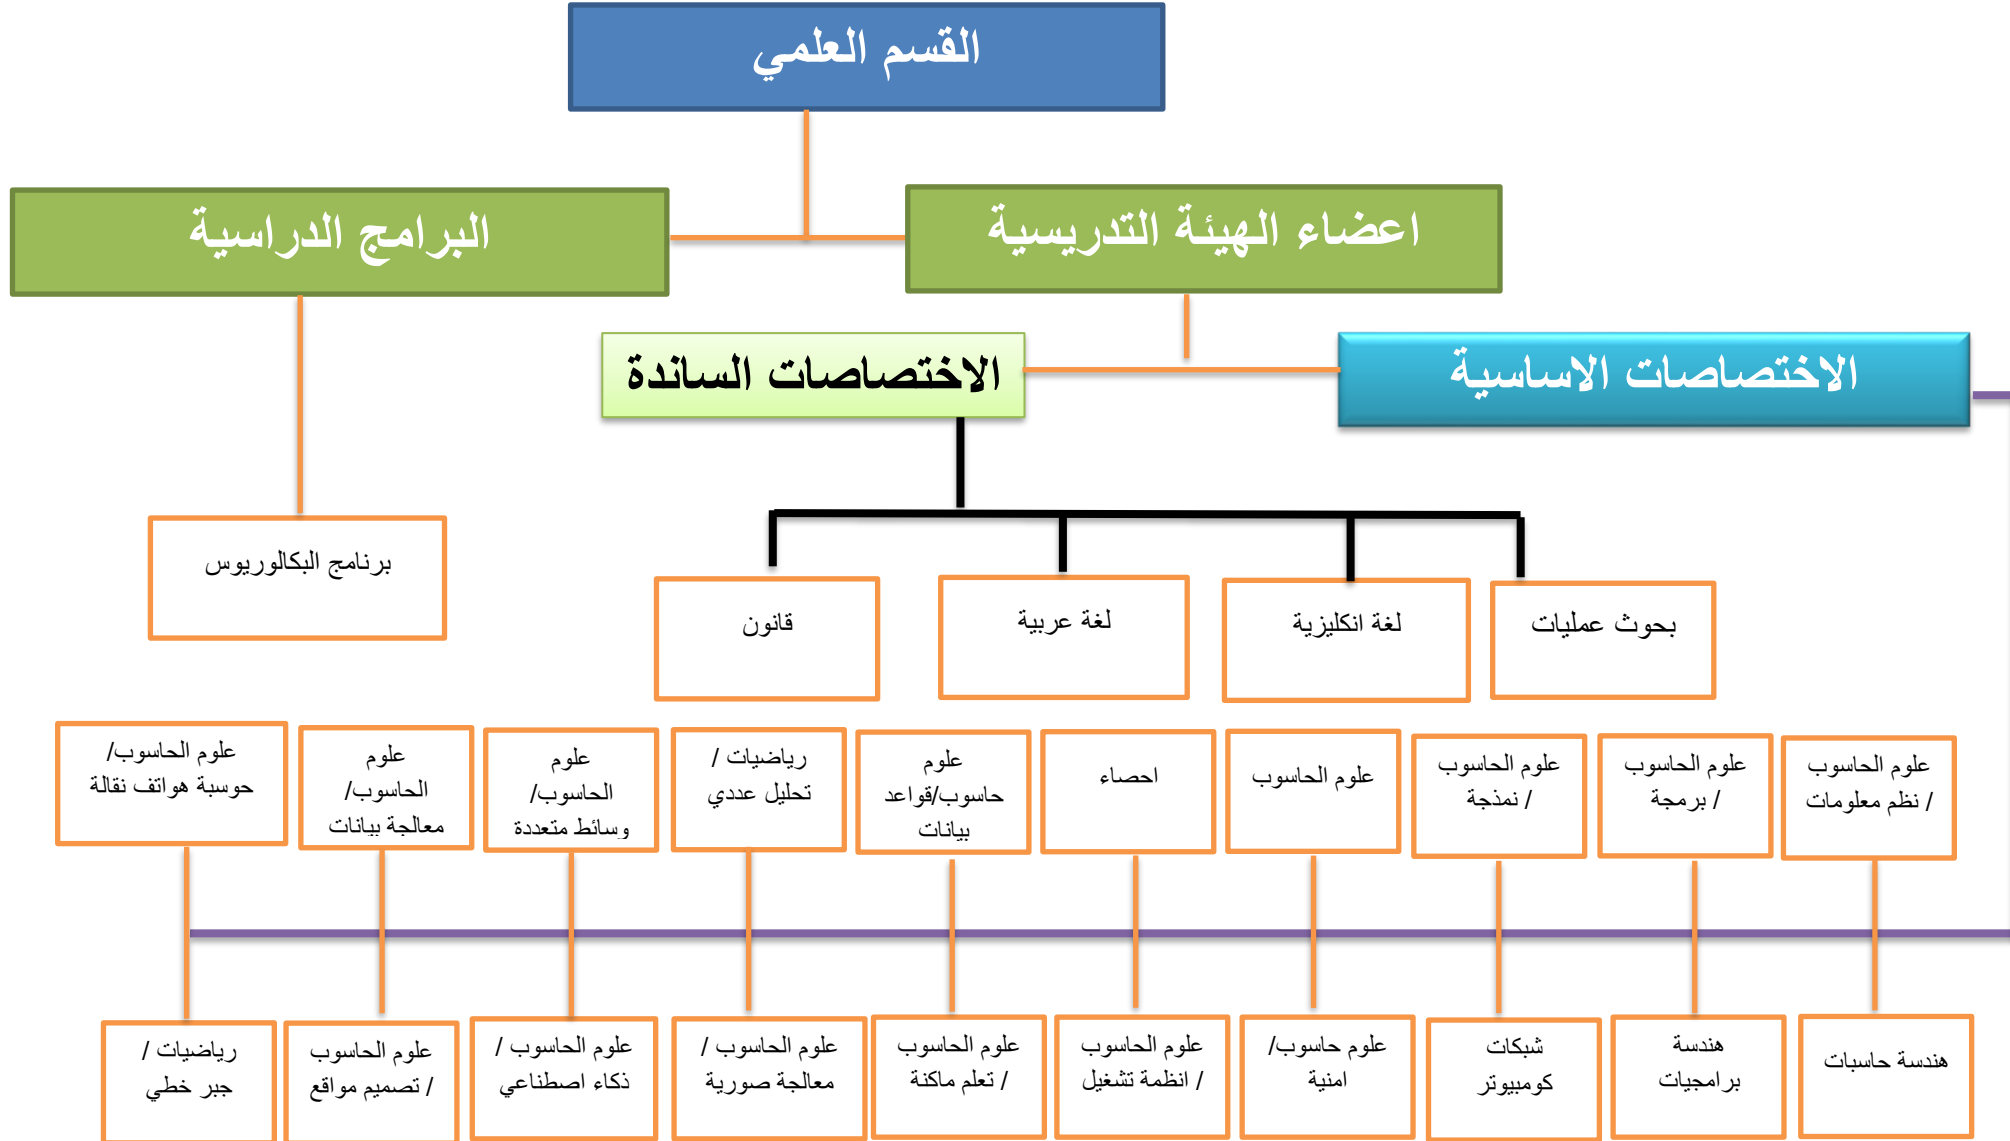 القسم العلمي
اعضاء الهيئة التدريسية
البرامج الدراسية
الاختصاصات الاساسية
الاختصاصات الساندة
برنامج البكالوريوس
بحوث عمليات
لغة انكليزية
لغة عربية
قانون
علوم الحاسوب
/ نظم معلومات
علوم الحاسوب
/ برمجة
علوم الحاسوب
/ نمذجة
علوم الحاسوب
احصاء
علوم
حاسوب/قواعد
بيانات
رياضيات /
تحليل عددي
علوم
الحاسوب/
وسائط متعددة
علوم
الحاسوب/
معالجة بيانات
علوم الحاسوب/
حوسبة هواتف نقالة
هندسة حاسبات
هندسة
برامجيات
شبكات
كومبيوتر
علوم حاسوب/
امنية
علوم الحاسوب
/ انظمة تشغيل
علوم الحاسوب
/ تعلم ماكنة
علوم الحاسوب /
معالجة صورية
علوم الحاسوب /
ذكاء اصطناعي
علوم الحاسوب
/ تصميم مواقع
رياضيات /
جبر خطي